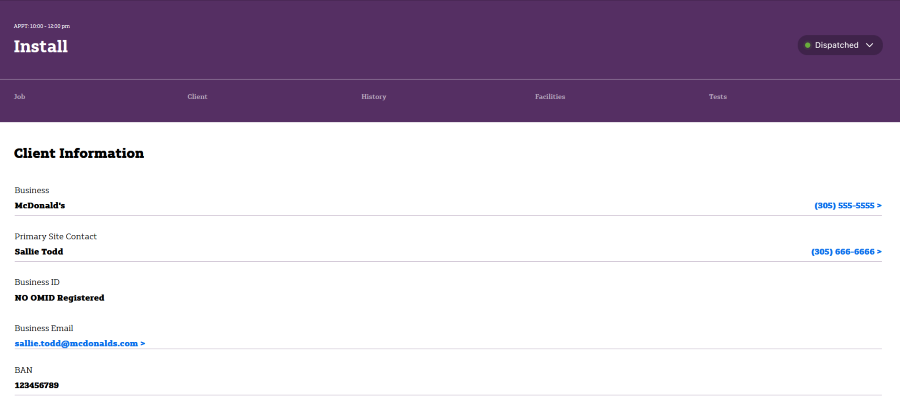 APPT: 10:00 - 12:00 pm
Install
Dispatched
Job Client History Facilities Tests
Client Information
Business
McDonald's (305) 555-5555 >
Primary Site Contact
Sallie Todd (305) 666-6666 >
Business ID
NO OMID Registered
Business Email
sallie.todd@mcdonalds.com >
BAN
123456789